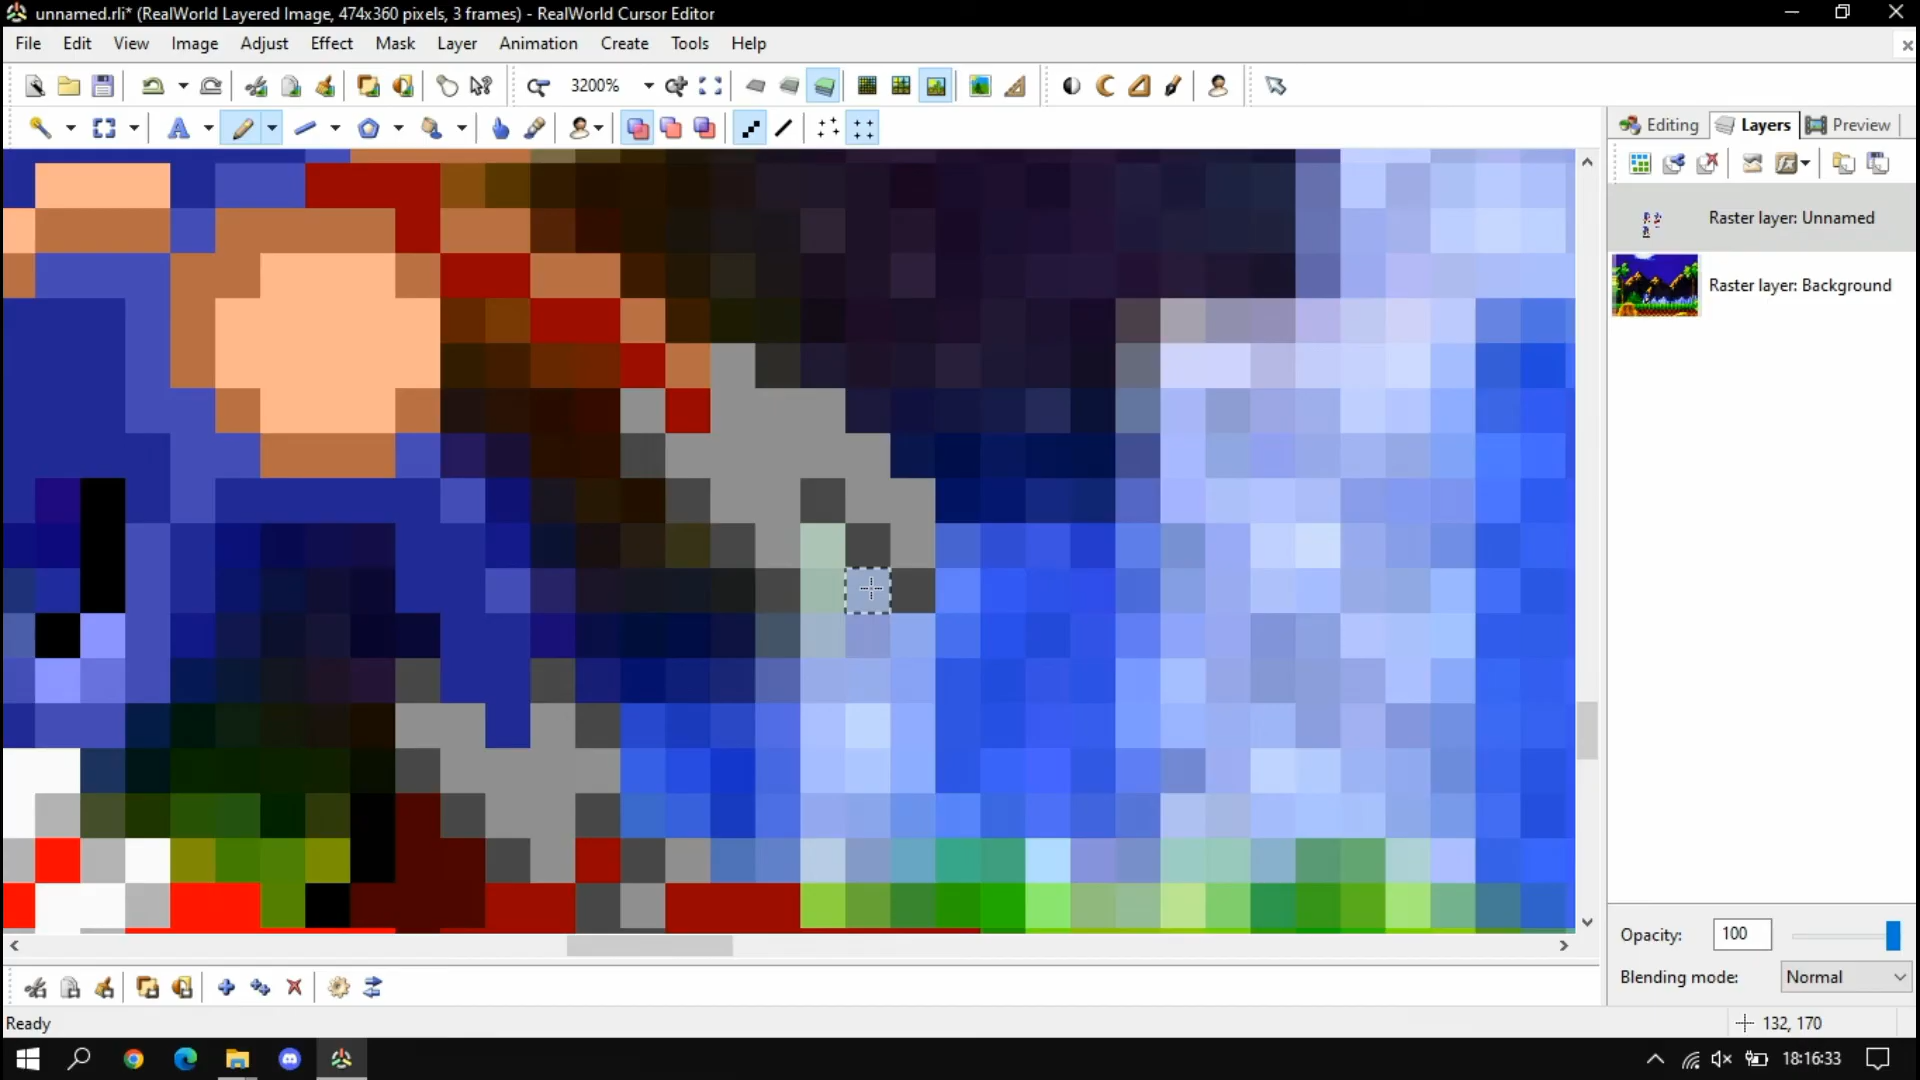 unnamed.rli* (RealWorld Layered Image, 474x360 pixels, 3 frames) - RealWorld Cursor Editor
File Edit View Image Adjust Effect Mask Layer Animation Create Tools Help
3200%
Editing Layers Preview
Raster layer: Unnamed
Raster layer: Background
Opacity: 100
Blending mode: Normal
Ready
132, 170
18:16:33